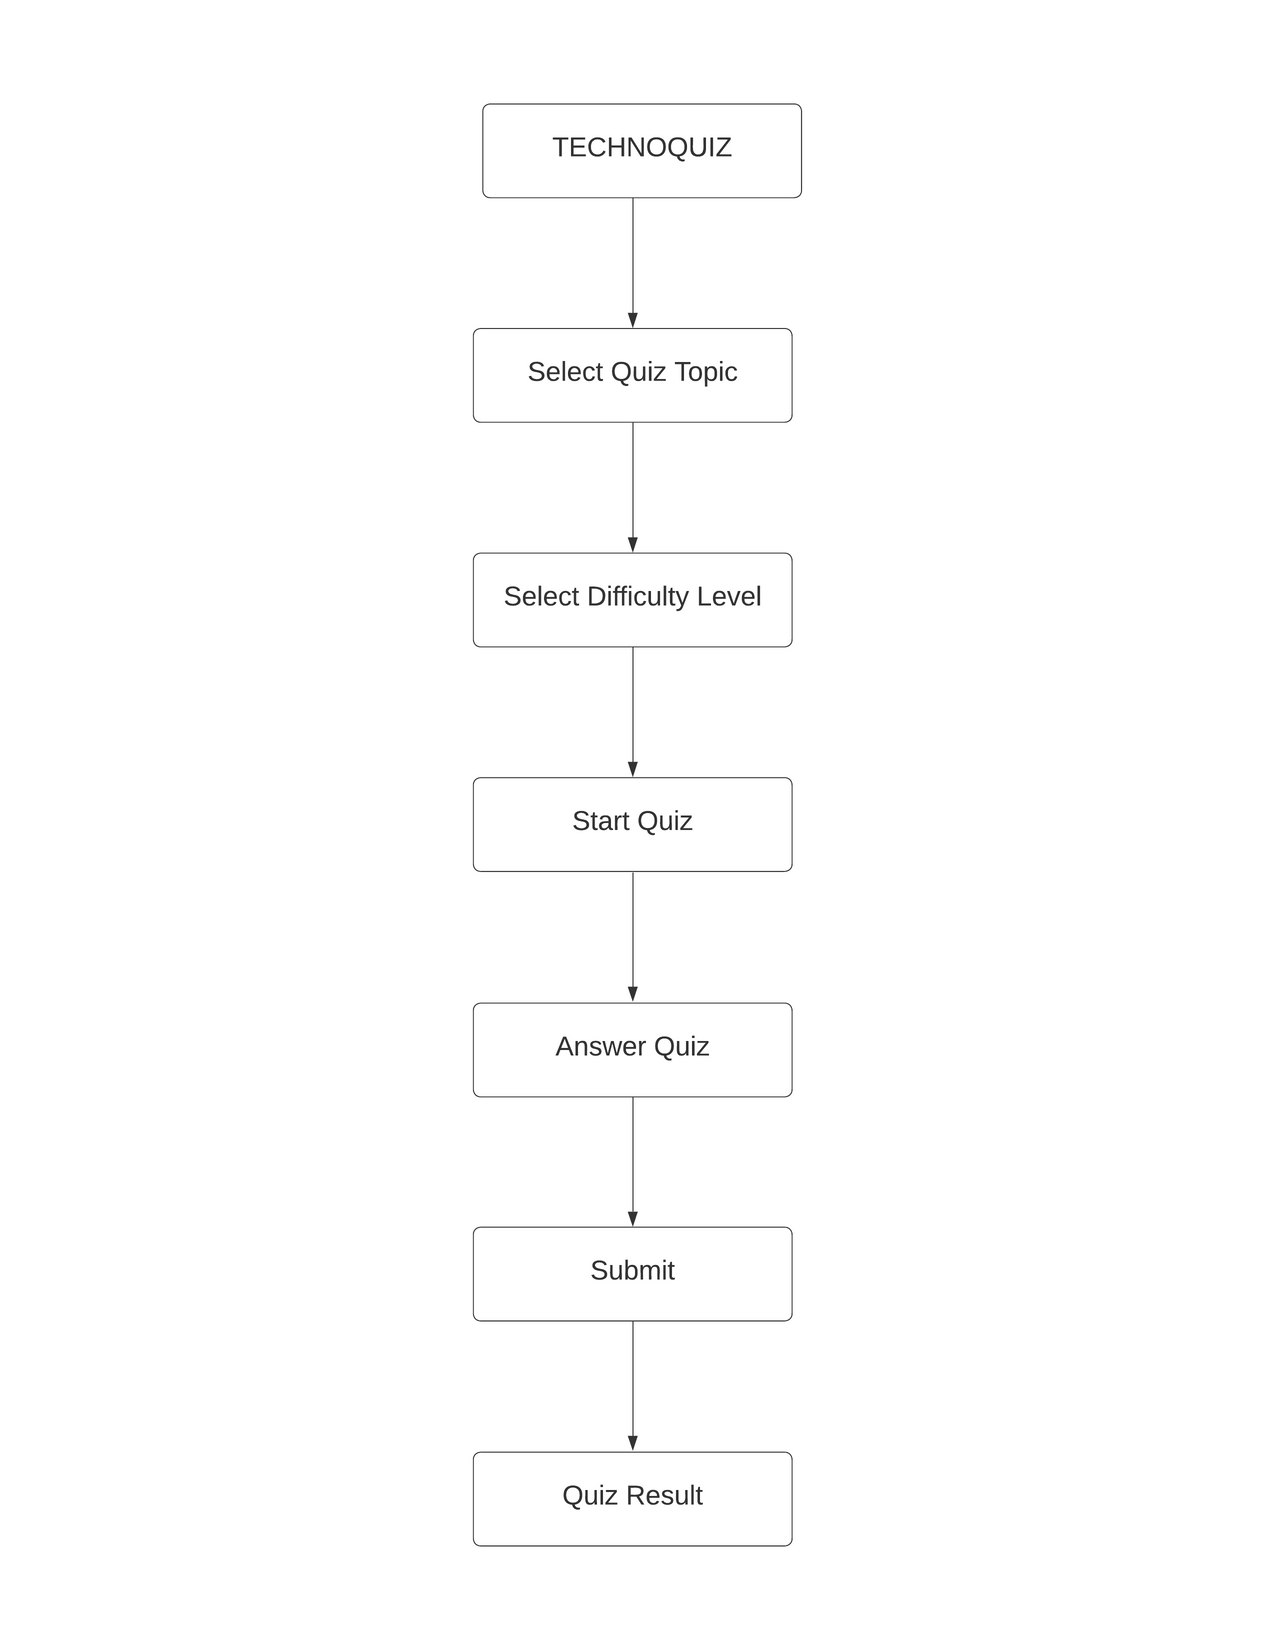 TECHNOQUIZ
Select Quiz Topic
Select Difficulty Level
Start Quiz
Answer Quiz
Submit
Quiz Result